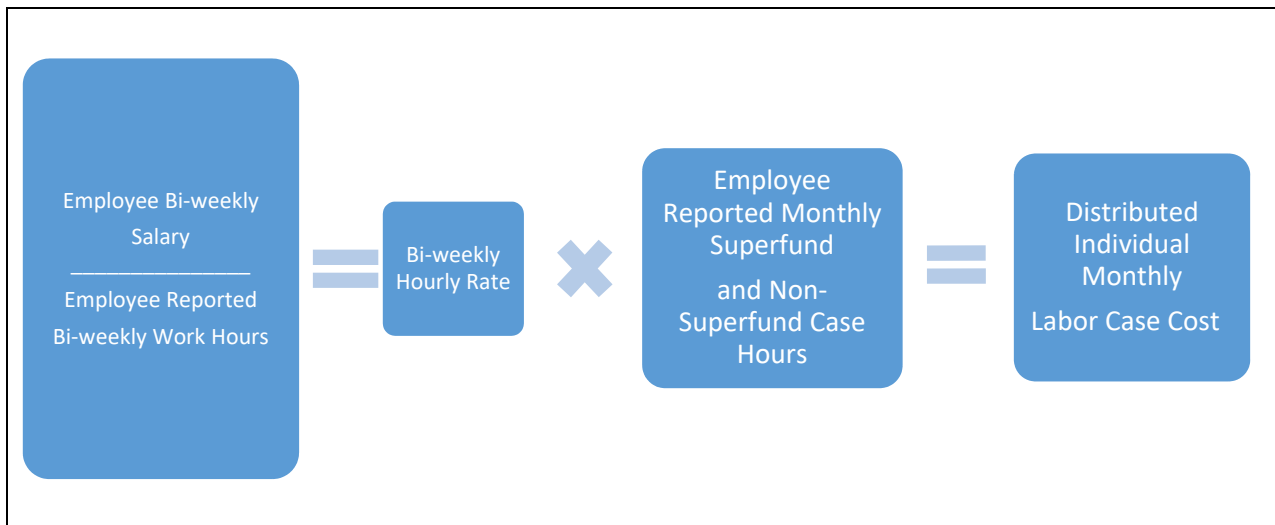 Employee Bi-weekly
Salary
_______________
Employee Reported
Bi-weekly Work Hours
Bi-weekly
Hourly Rate
Employee
Reported Monthly
Superfund
and Non-
Superfund Case
Hours
Distributed
Individual
Monthly
Labor Case Cost